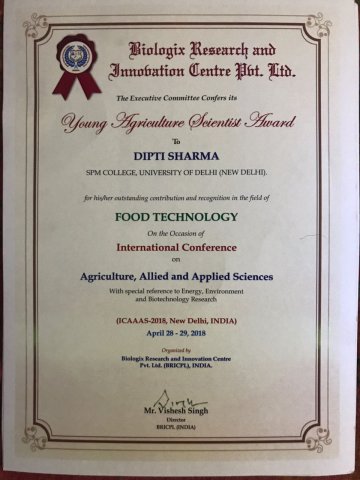 Biologix Research and
Innovation Centre Pvt. Ltd.
The Executive Committee Confers its
Young Agriculture Scientist Award
To
DIPTI SHARMA
SPM COLLEGE, UNIVERSITY OF DELHI (NEW DELHI).
for his/her outstanding contribution and recognition in the field of
FOOD TECHNOLOGY
On the Occasion of
International Conference
on
Agriculture, Allied and Applied Sciences
With special reference to Energy, Environment
and Biotechnology Research
(ICAAAS-2018, New Delhi, INDIA)
April 28 - 29, 2018
Organized by
Biologix Research and Innovation Centre
Pvt. Ltd. (BRICPL), INDIA.
Mr. Vishesh Singh
Director
BRICPL (INDIA)